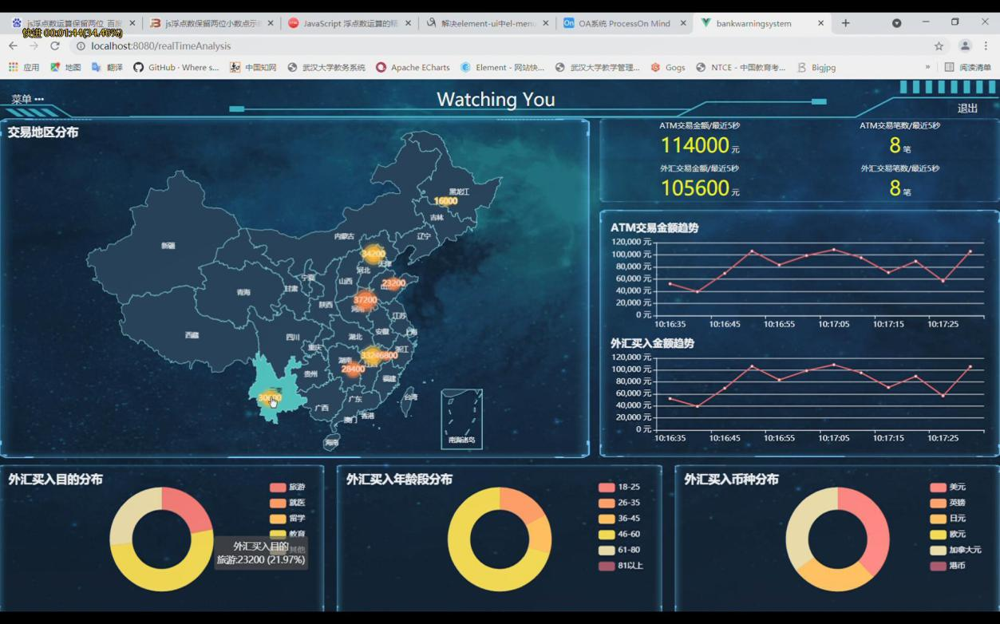 js浮点数运算保留两位_百度
js浮点数保留两位小数点示
JavaScript 浮点数运算的精
解决element-ui中el-menu
OA系统 ProcessOn Mind
bankwarningsystem
快进 00:01:44(34.46%)
localhost:8080/realTimeAnalysis
应用
地图
翻译
GitHub · Where s...
中国知网
武汉大学教务系统
Apache ECharts
Element - 网站快...
武汉大学教学管理...
Gogs
NTCE - 中国教育考...
Bigjpg
»
阅读清单
菜单 •••
Watching You
退出
交易地区分布
黑龙江
16000
吉林
内蒙古
辽宁
新疆
34200
天津
河北
宁夏
山西
23200
甘肃
青海
37200
陕西
河南
江苏
西藏
四川
湖北
安徽
上海
重庆
33246800
浙江
湖南
28400
贵州
福建
30000
广东
台湾
广西
香港
澳门
海南
南海诸岛
ATM交易金额/最近5秒
114000 元
ATM交易笔数/最近5秒
8 笔
外汇交易金额/最近5秒
105600 元
外汇交易笔数/最近5秒
8 笔
ATM交易金额趋势
120,000 元
100,000 元
80,000 元
60,000 元
40,000 元
20,000 元
0 元
10:16:35
10:16:45
10:16:55
10:17:05
10:17:15
10:17:25
外汇买入金额趋势
120,000 元
100,000 元
80,000 元
60,000 元
40,000 元
20,000 元
0 元
10:16:35
10:16:45
10:16:55
10:17:05
10:17:15
10:17:25
外汇买入目的分布
旅游
就医
留学
教育
其他
外汇买入目的
旅游:23200 (21.97%)
外汇买入年龄段分布
18-25
26-35
36-45
46-60
61-80
81以上
外汇买入币种分布
美元
英镑
日元
欧元
加拿大元
港币